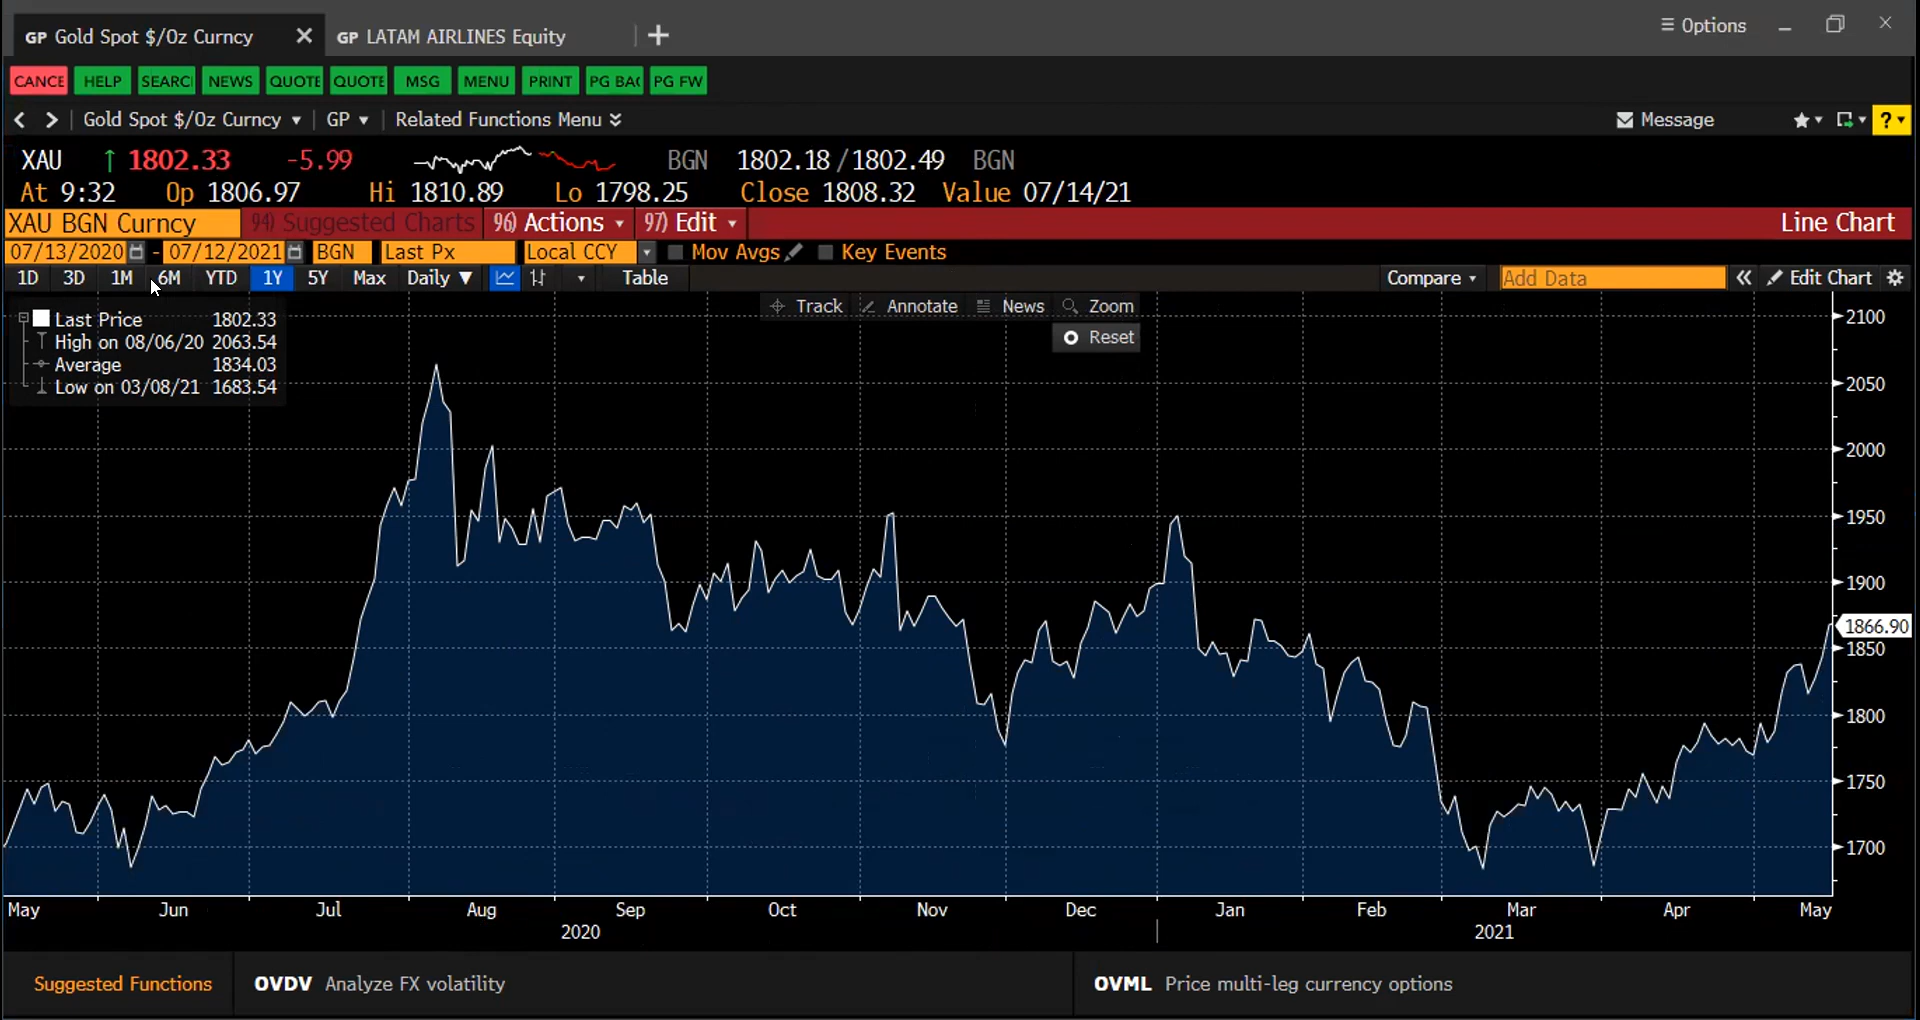 GP Gold Spot $/Oz Curncy GP LATAM AIRLINES Equity Options
CANCE HELP SEARCI NEWS QUOTE QUOTE MSG MENU PRINT PG BA PG FW
Gold Spot $/Oz Curncy GP Related Functions Menu Message ?
XAU ↑ 1802.33 -5.99 BGN 1802.18 / 1802.49 BGN
At 9:32 Op 1806.97 Hi 1810.89 Lo 1798.25 Close 1808.32 Value 07/14/21
XAU BGN Curncy 94) Suggested Charts 96) Actions 97) Edit Line Chart
07/13/2020 - 07/12/2021 BGN Last Px Local CCY Mov Avgs Key Events
1D 3D 1M 6M YTD 1Y 5Y Max Daily ▼ Table Compare Add Data « Edit Chart
Track Annotate News Zoom
Reset
Last Price 1802.33
High on 08/06/20 2063.54
Average 1834.03
Low on 03/08/21 1683.54
2100
2050
2000
1950
1900
1866.90
1850
1800
1750
1700
May Jun Jul Aug Sep Oct Nov Dec Jan Feb Mar Apr May
2020 2021
Suggested Functions OVDV Analyze FX volatility OVML Price multi-leg currency options